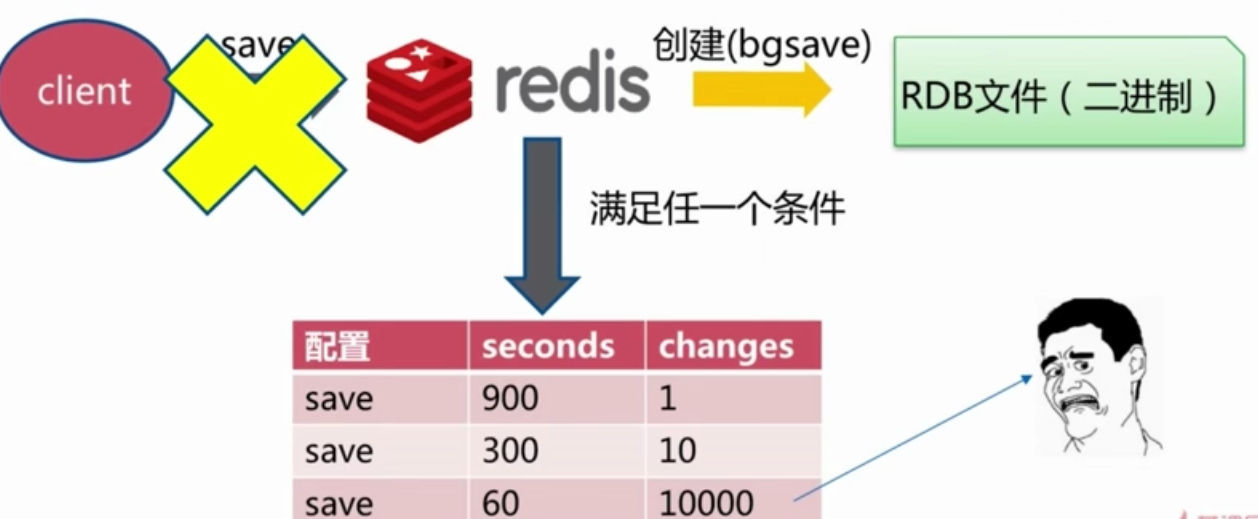 save
client
redis
创建(bgsave)
RDB文件（二进制）
满足任一个条件
配置 seconds changes
save 900 1
save 300 10
save 60 10000